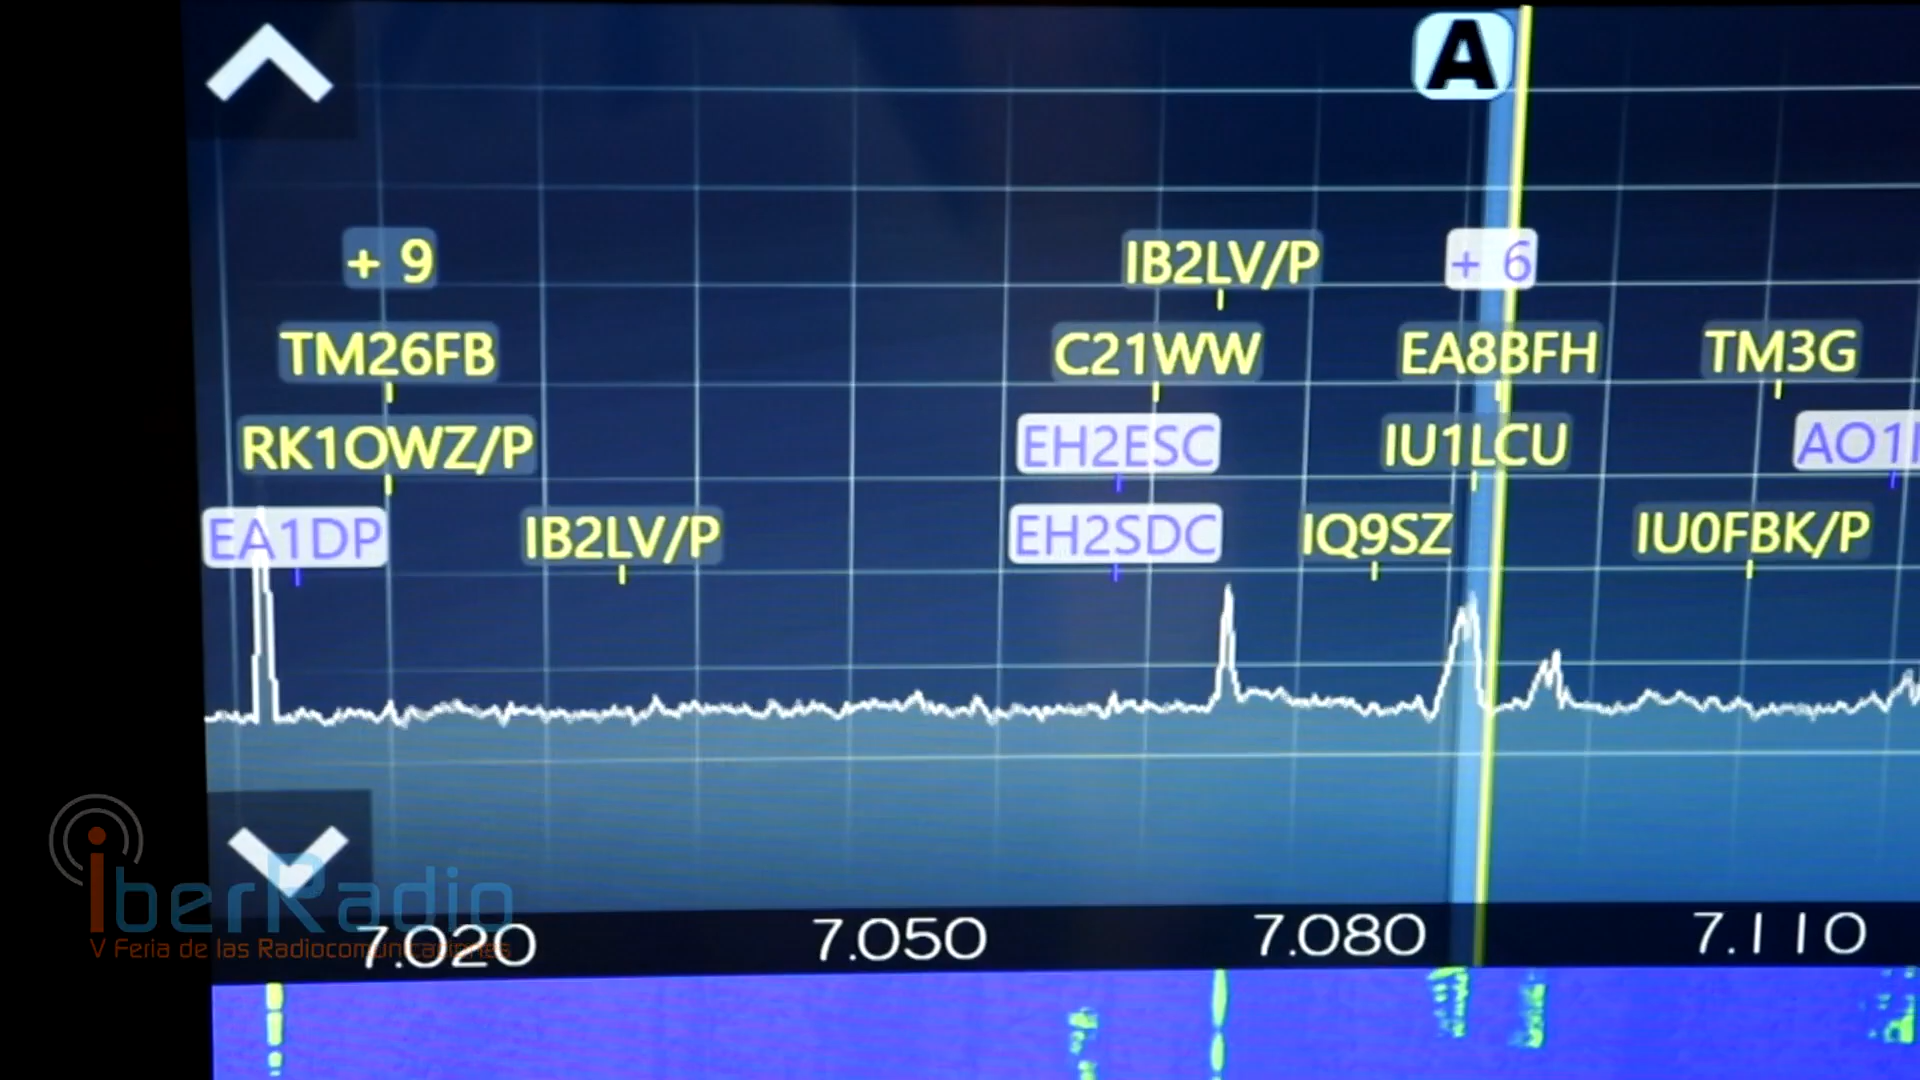 A
+ 9
IB2LV/P
+ 6
TM26FB
C21WW
EA8BFH
TM3G
RK1OWZ/P
EH2ESC
IU1LCU
AO1
EA1DP
IB2LV/P
EH2SDC
IQ9SZ
IU0FBK/P
iberRadio
V Feria de las Radiocomunicaciones
7.020
7.050
7.080
7.110